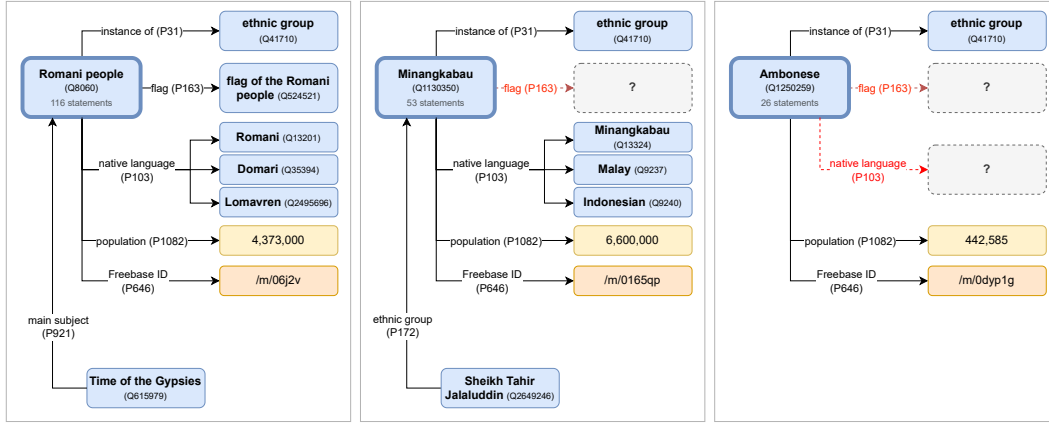 instance of (P31)
ethnic group
(Q41710)
Romani people
(Q8060)
116 statements
flag (P163)
flag of the Romani
people (Q524521)
native language
(P103)
Romani (Q13201)
Domari (Q35394)
Lomavren (Q2495696)
population (P1082)
4,373,000
Freebase ID
(P646)
/m/06j2v
main subject
(P921)
Time of the Gypsies
(Q615979)
instance of (P31)
ethnic group
(Q41710)
Minangkabau
(Q1130350)
53 statements
flag (P163)
?
native language
(P103)
Minangkabau
(Q13324)
Malay (Q9237)
Indonesian (Q9240)
population (P1082)
6,600,000
Freebase ID
(P646)
/m/0165qp
ethnic group
(P172)
Sheikh Tahir
Jalaluddin (Q2649246)
instance of (P31)
ethnic group
(Q41710)
Ambonese
(Q1250259)
26 statements
flag (P163)
?
native language
(P103)
?
population (P1082)
442,585
Freebase ID
(P646)
/m/0dyp1g